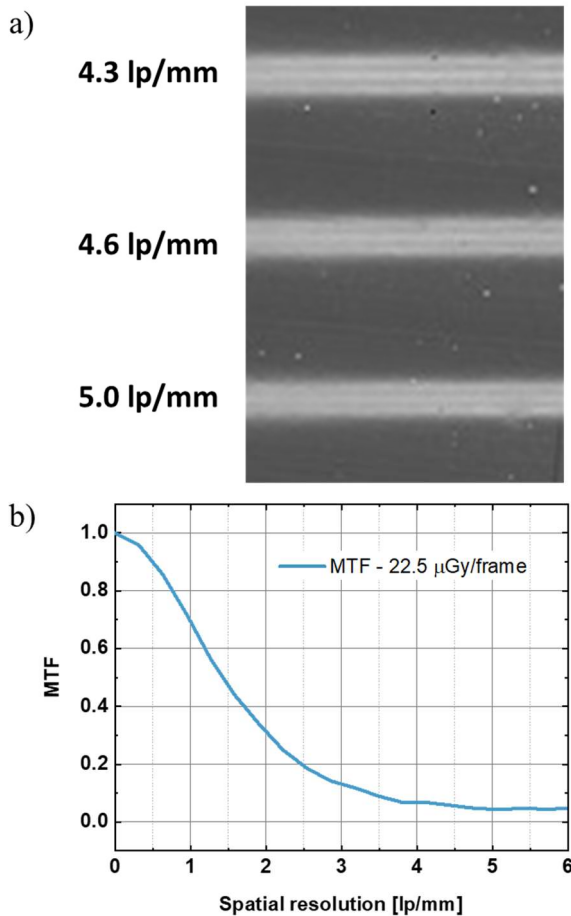 a)
4.3 lp/mm
4.6 lp/mm
5.0 lp/mm
b)
1.0
0.8
0.6
0.4
0.2
0.0
MTF
MTF - 22.5 μGy/frame
0 1 2 3 4 5 6
Spatial resolution [lp/mm]